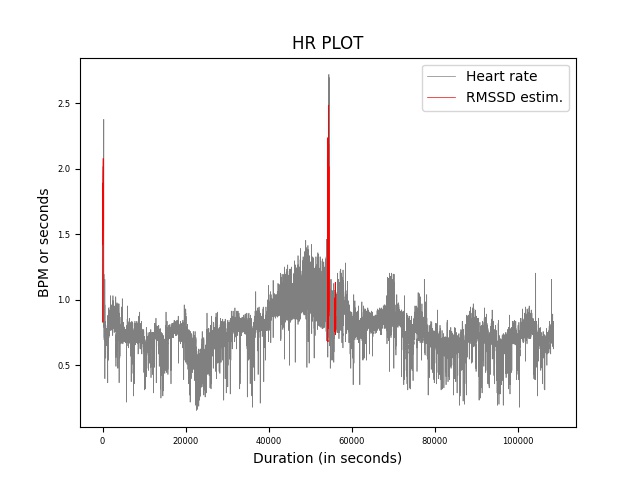 HR PLOT
Heart rate
RMSSD estim.
BPM or seconds
2.5
2.0
1.5
1.0
0.5
0
20000
40000
60000
80000
100000
Duration (in seconds)